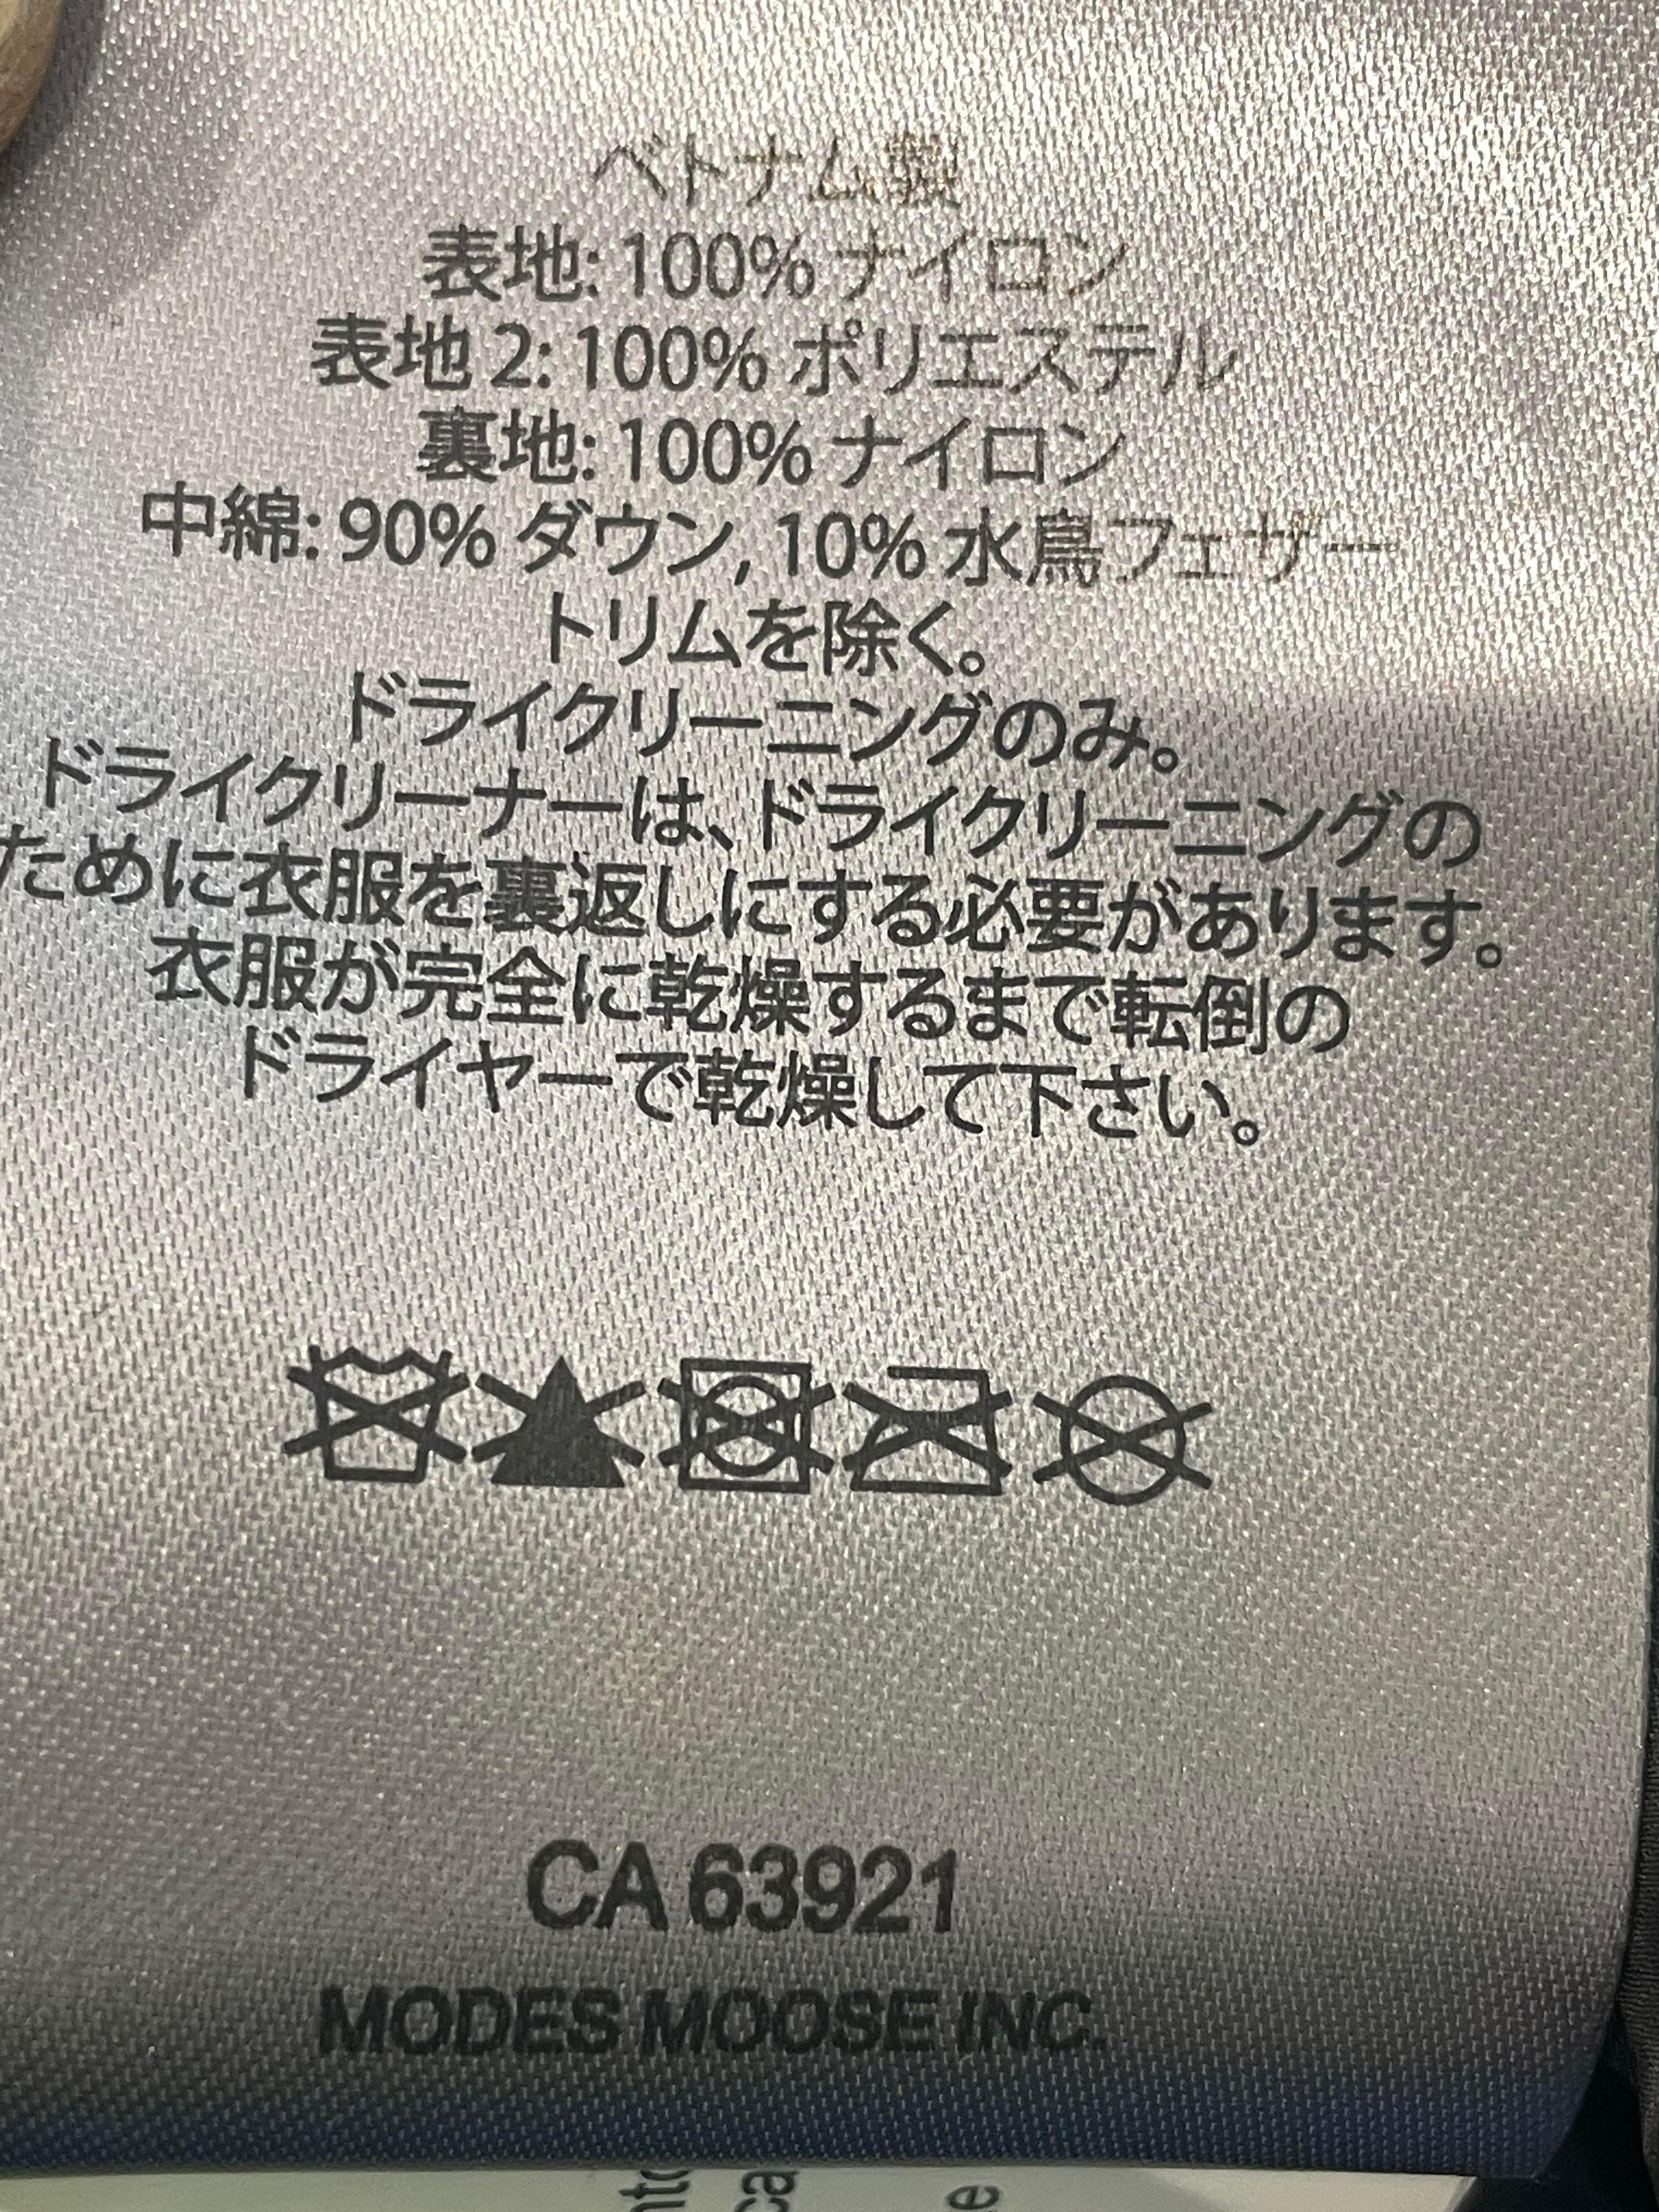 ベトナム製
表地: 100% ナイロン
表地 2: 100% ポリエステル
裏地: 100% ナイロン
中綿: 90% ダウン, 10% 水鳥フェザー
トリムを除く。
ドライクリーニングのみ。
ドライクリーナーは、ドライクリーニングの
ために衣服を裏返しにする必要があります。
衣服が完全に乾燥するまで転倒の
ドライヤーで乾燥して下さい。
CA 63921
MODES MOOSE INC.